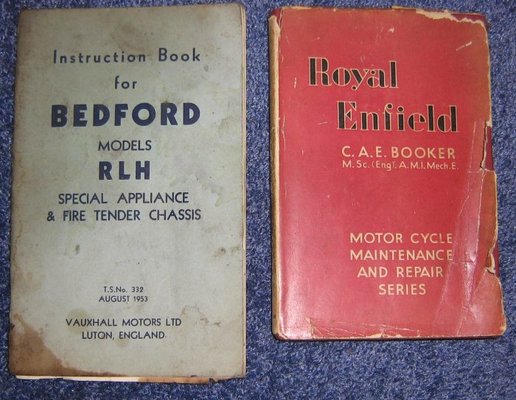 Instruction Book
for
BEDFORD
MODELS
RLH
SPECIAL APPLIANCE
& FIRE TENDER CHASSIS
T.S.No. 332
AUGUST 1953
VAUXHALL MOTORS LTD
LUTON, ENGLAND
Royal
Enfield
C.A.E. BOOKER
M.Sc.(Eng)., A.M.I.Mech.E.
MOTOR CYCLE
MAINTENANCE
AND REPAIR
SERIES